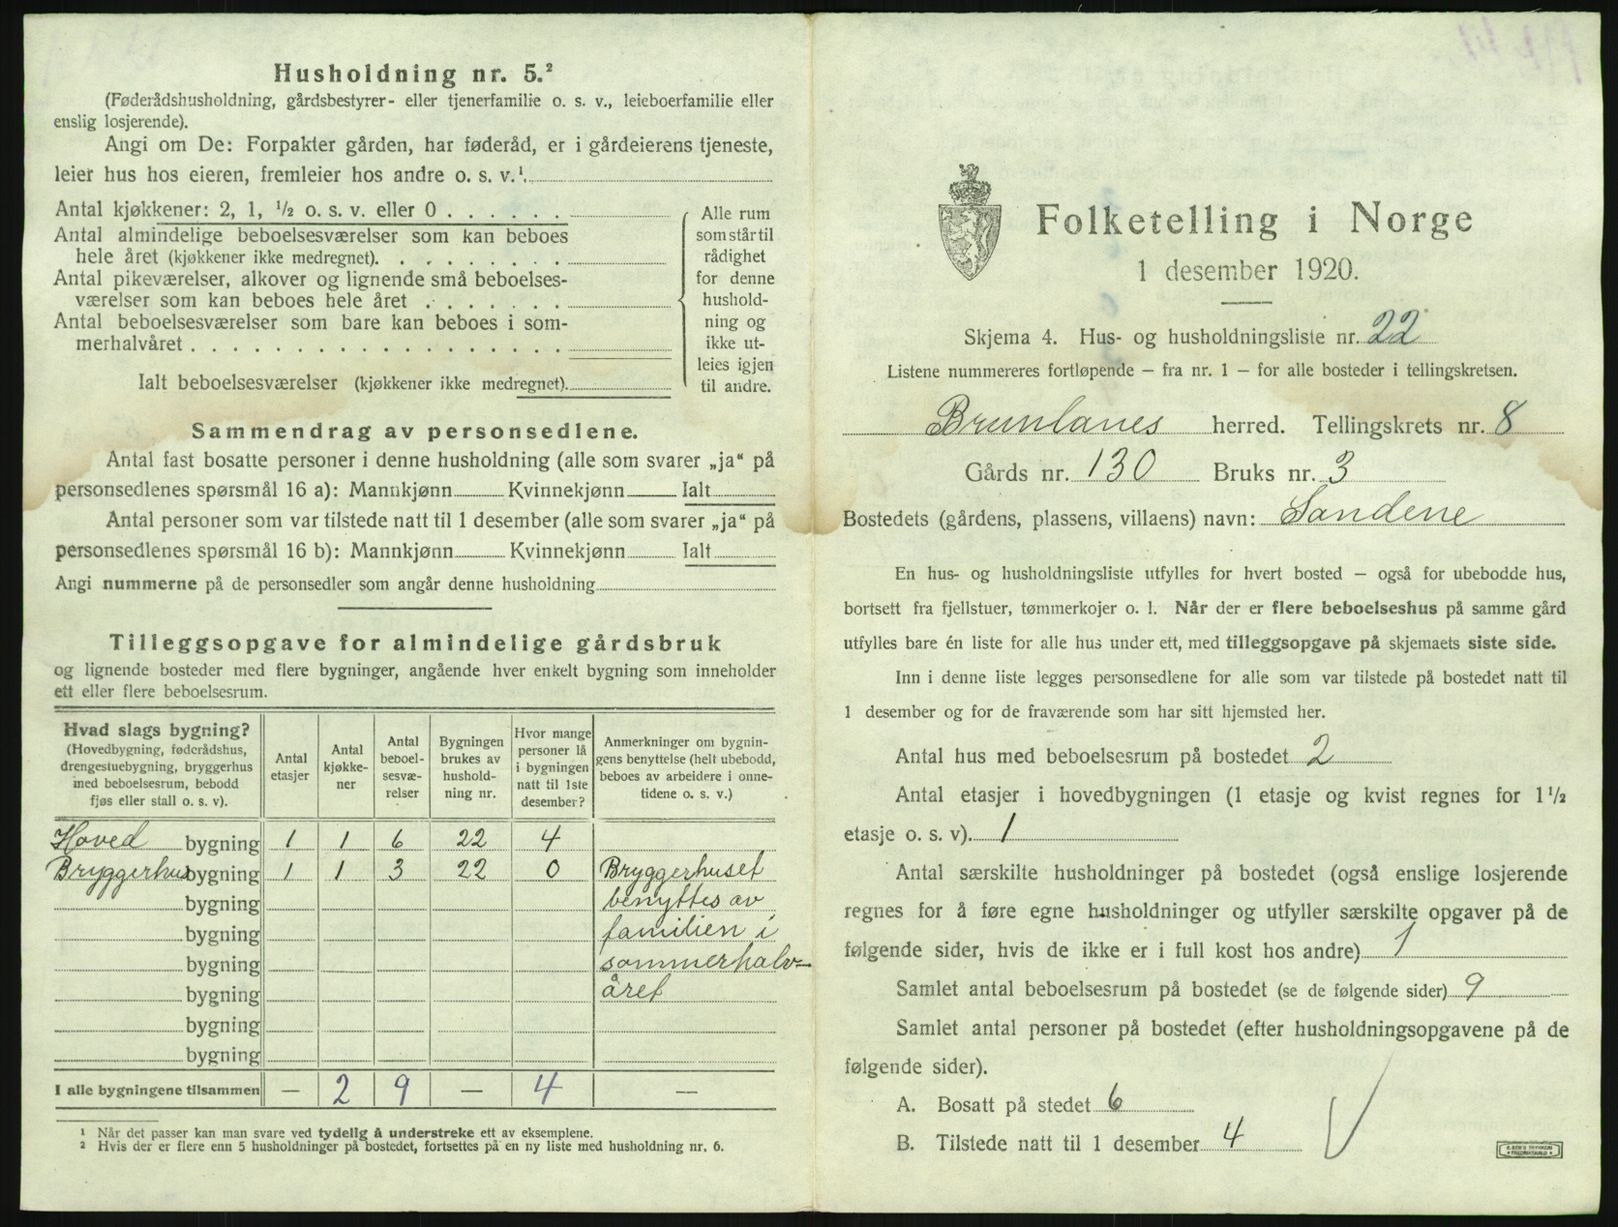 Husholdning nr. 5.²
(Føderådshusholdning, gårdsbestyrer- eller tjenerfamilie o. s. v., leieboerfamilie eller
enslig losjerende).
Angi om De: Forpakter gården, har føderåd, er i gårdeierens tjeneste,
leier hus hos eieren, fremleier hos andre o. s. v.¹.
Antal kjøkkener: 2, 1, ½ o. s. v. eller 0 . . . . . .
Antal almindelige beboelsesværelser som kan beboes
hele året (kjøkkener ikke medregnet). . . . . . . . .
Antal pikeværelser, alkover og lignende små beboelses-
værelser som kan beboes hele året . . . . . . .
Antal beboelsesværelser som bare kan beboes i som-
merhalvåret . . . . . . . . . . . . . . . . . .
Ialt beboelsesværelser (kjøkkener ikke medregnet).
Alle rum
som står til
rådighet
for denne
hushold-
ning og
ikke ut-
leies igjen
til andre.
Sammendrag av personsedlene.
Antal fast bosatte personer i denne husholdning (alle som svarer „ja“ på
personsedlenes spørsmål 16 a): Mannkjønn Kvinnekjønn Ialt
Antal personer som var tilstede natt til 1 desember (alle som svarer „ja“ på
personsedlenes spørsmål 16 b): Mannkjønn Kvinnekjønn Ialt
Angi nummerne på de personsedler som angår denne husholdning
Tilleggsopgave for almindelige gårdsbruk
og lignende bosteder med flere bygninger, angående hver enkelt bygning som inneholder
ett eller flere beboelsesrum.
Hvad slags bygning?
(Hovedbygning, føderådshus,
drengestuebygning, bryggerhus
med beboelsesrum, bebodd
fjøs eller stall o. s. v).
Antal
etasjer
Antal
kjøkke-
ner
Antal
beboel-
sesvæ-
relser
Bygningen
brukes av
hushold-
ning nr.
Hvor mange
personer lå
i bygningen
natt til 1ste
desember?
Anmerkninger om bygnin-
gens benyttelse (helt ubebodd,
beboes av arbeidere i onne-
tidene o. s. v.)
Hoved bygning 1 1 6 22 4
Bryggerhus bygning 1 1 3 22 0 Bryggerhuset
bygning benyttes av
bygning familien i
bygning sommerhalv-
bygning året
bygning
bygning
I alle bygningene tilsammen — 2 9 — 4 —
¹ Når det passer kan man svare ved tydelig å understreke ett av eksemplene.
² Hvis der er flere enn 5 husholdninger på bostedet, fortsettes på en ny liste med husholdning nr. 6.
Folketelling i Norge
1 desember 1920.
Skjema 4. Hus- og husholdningsliste nr. 22
Listene nummereres fortløpende — fra nr. 1 — for alle bosteder i tellingskretsen.
Brunlanes herred. Tellingskrets nr. 8
Gårds nr. 130 Bruks nr. 3
Bostedets (gårdens, plassens, villaens) navn: Sandene
En hus- og husholdningsliste utfylles for hvert bosted — også for ubebodde hus,
bortsett fra fjellstuer, tømmerkojer o. l. Når der er flere beboelseshus på samme gård
utfylles bare én liste for alle hus under ett, med tilleggsopgave på skjemaets siste side.
Inn i denne liste legges personsedlene for alle som var tilstede på bostedet natt til
1 desember og for de fraværende som har sitt hjemsted her.
Antal hus med beboelsesrum på bostedet 2
Antal etasjer i hovedbygningen (1 etasje og kvist regnes for 1½
etasje o. s. v). 1
Antal særskilte husholdninger på bostedet (også enslige losjerende
regnes for å føre egne husholdninger og utfyller særskilte opgaver på de
følgende sider, hvis de ikke er i full kost hos andre) 1
Samlet antal beboelsesrum på bostedet (se de følgende sider) 9
Samlet antal personer på bostedet (efter husholdningsopgavene på de
følgende sider).
A. Bosatt på stedet 6
B. Tilstede natt til 1 desember 4